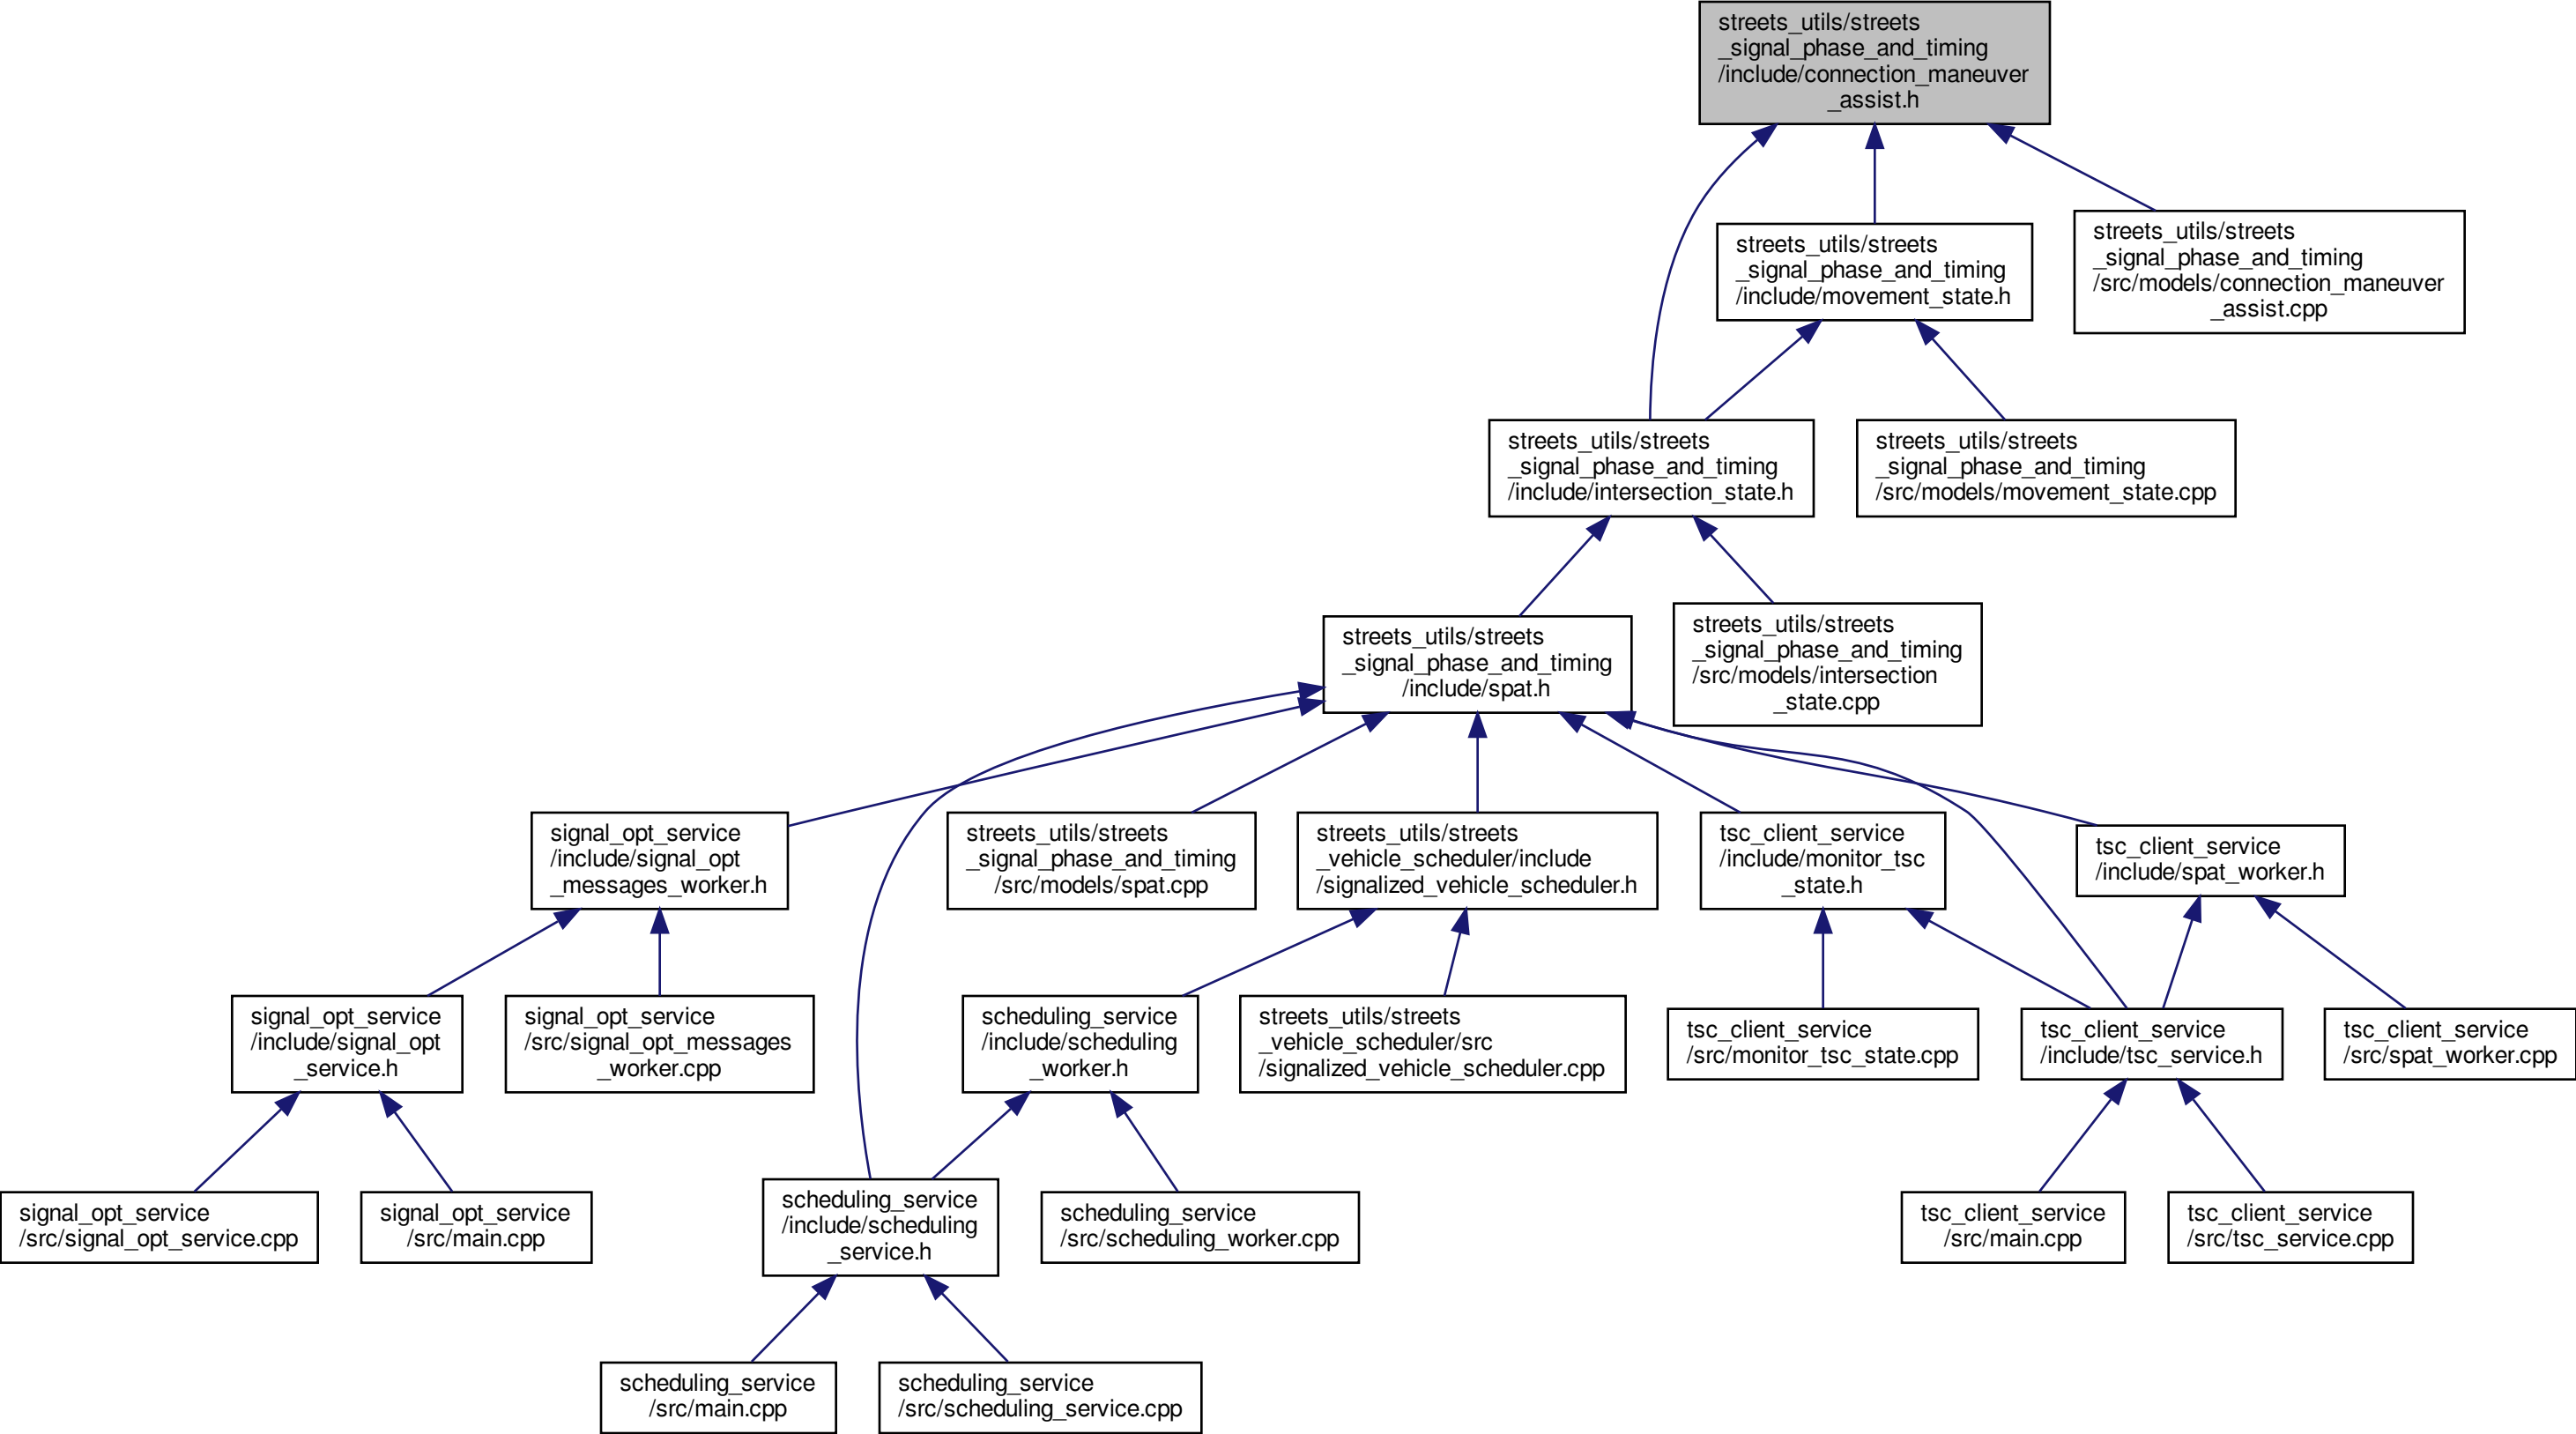 streets_utils/streets
_signal_phase_and_timing
/include/connection_maneuver
_assist.h
streets_utils/streets
_signal_phase_and_timing
/include/movement_state.h
streets_utils/streets
_signal_phase_and_timing
/src/models/connection_maneuver
_assist.cpp
streets_utils/streets
_signal_phase_and_timing
/include/intersection_state.h
streets_utils/streets
_signal_phase_and_timing
/src/models/movement_state.cpp
streets_utils/streets
_signal_phase_and_timing
/include/spat.h
streets_utils/streets
_signal_phase_and_timing
/src/models/intersection
_state.cpp
signal_opt_service
/include/signal_opt
_messages_worker.h
streets_utils/streets
_signal_phase_and_timing
/src/models/spat.cpp
streets_utils/streets
_vehicle_scheduler/include
/signalized_vehicle_scheduler.h
tsc_client_service
/include/monitor_tsc
_state.h
tsc_client_service
/include/spat_worker.h
signal_opt_service
/include/signal_opt
_service.h
signal_opt_service
/src/signal_opt_messages
_worker.cpp
scheduling_service
/include/scheduling
_worker.h
streets_utils/streets
_vehicle_scheduler/src
/signalized_vehicle_scheduler.cpp
tsc_client_service
/src/monitor_tsc_state.cpp
tsc_client_service
/include/tsc_service.h
tsc_client_service
/src/spat_worker.cpp
signal_opt_service
/src/signal_opt_service.cpp
signal_opt_service
/src/main.cpp
scheduling_service
/include/scheduling
_service.h
scheduling_service
/src/scheduling_worker.cpp
tsc_client_service
/src/main.cpp
tsc_client_service
/src/tsc_service.cpp
scheduling_service
/src/main.cpp
scheduling_service
/src/scheduling_service.cpp